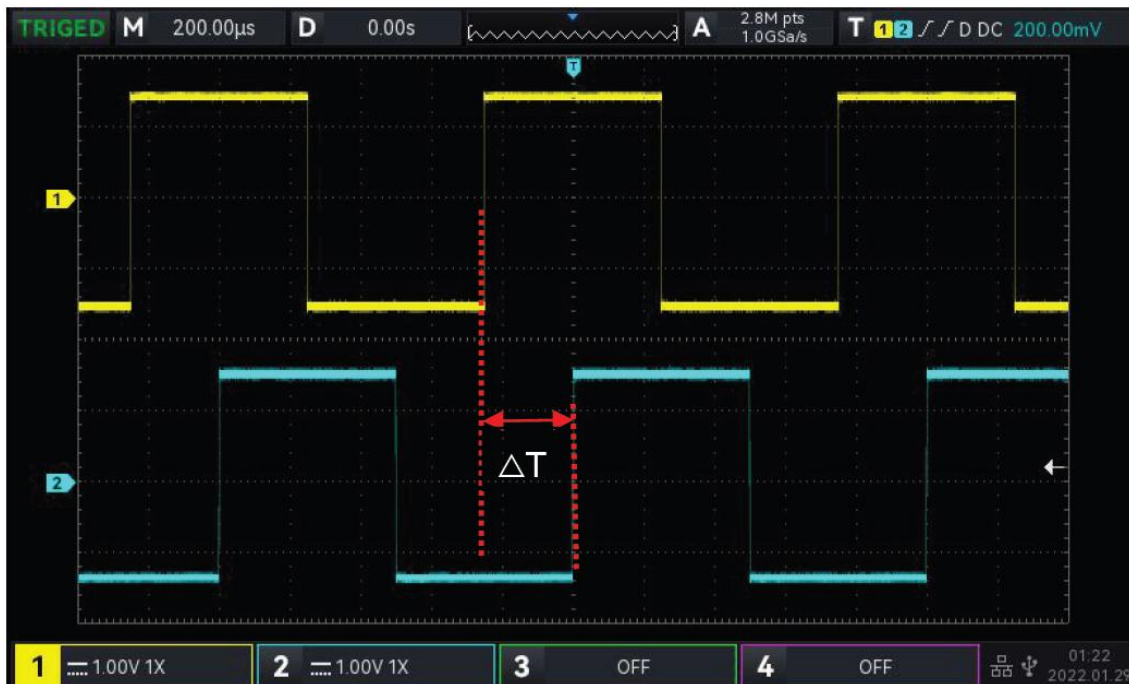 TRIGED M 200.00µs D 0.00s A 2.8M pts 1.0GSa/s T 1 2 D DC 200.00mV
T
1
△T
2
1 1.00V 1X 2 1.00V 1X 3 OFF 4 OFF 01:22
2022.01.29